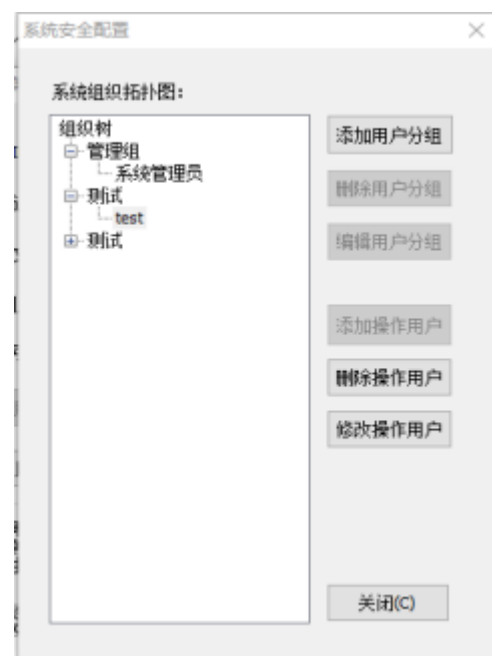 系统安全配置
系统组织拓扑图：
组织树
管理组
系统管理员
测试
test
测试
添加用户分组
删除用户分组
编辑用户分组
添加操作用户
删除操作用户
修改操作用户
关闭(C)